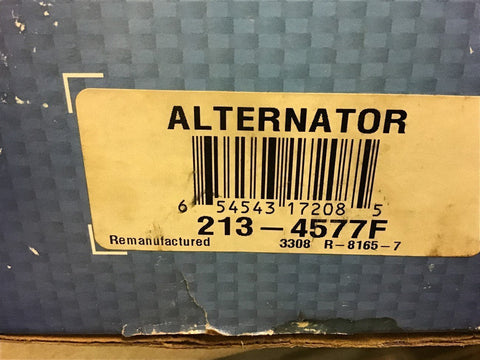 ALTERNATOR
6 54543 17208 5
213-4577F
Remanufactured 3308 R-8165-7